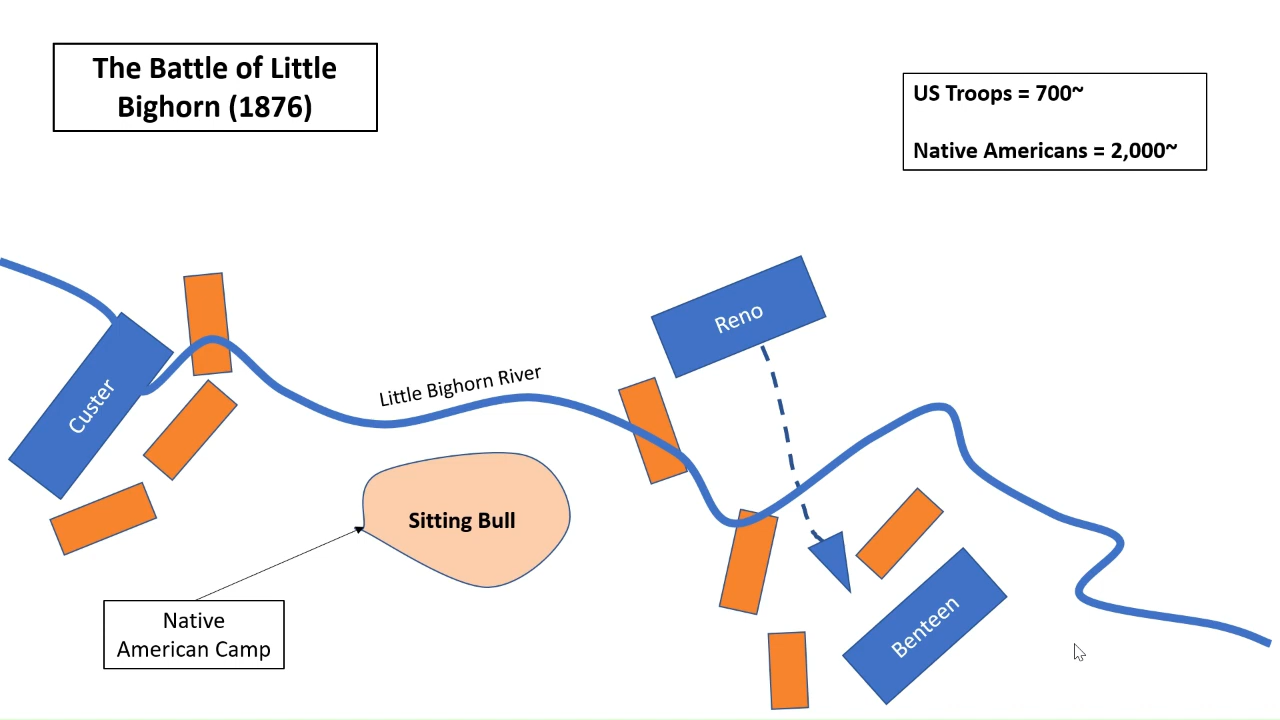 The Battle of Little
Bighorn (1876)
US Troops = 700~
Native Americans = 2,000~
Reno
Little Bighorn River
Custer
Sitting Bull
Benteen
Native
American Camp